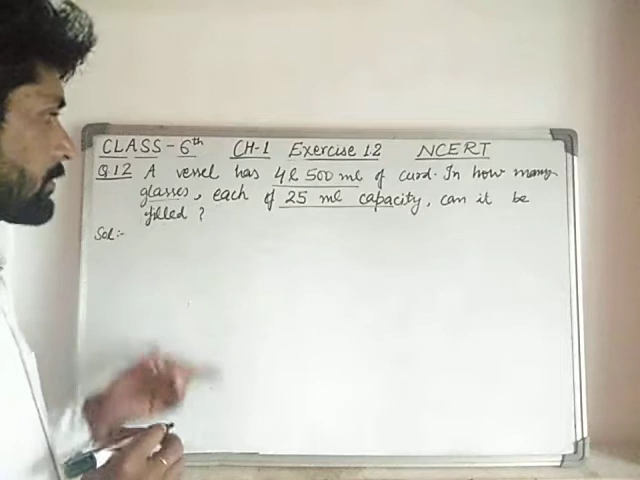 CLASS - 6th CH-1 Exercise 1.2 NCERT
Q.12 A vessel has 4 l 500 ml of curd. In how many
glasses, each of 25 ml capacity, can it be
filled ?
Sol:-